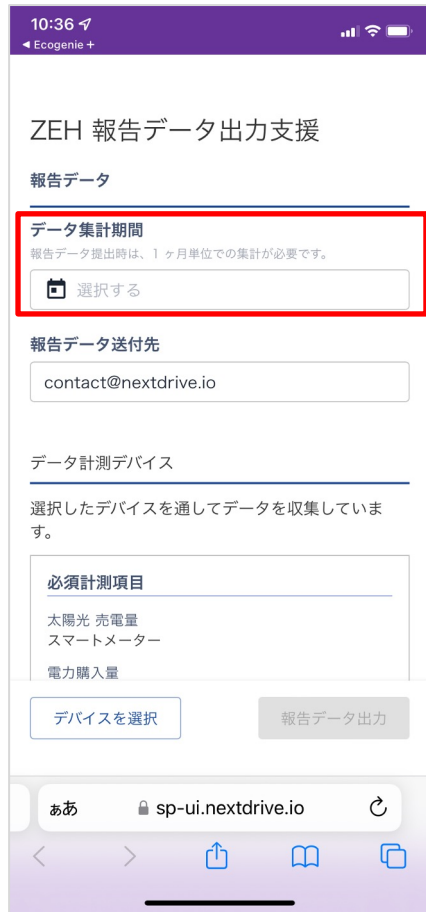 10:36
◀ Ecogenie +
ZEH 報告データ出力支援
報告データ
データ集計期間
報告データ提出時は、1 ヶ月単位での集計が必要です。
選択する
報告データ送付先
contact@nextdrive.io
データ計測デバイス
選択したデバイスを通してデータを収集していま
す。
必須計測項目
太陽光 売電量
スマートメーター
電力購入量
デバイスを選択
報告データ出力
ぁあ
sp-ui.nextdrive.io